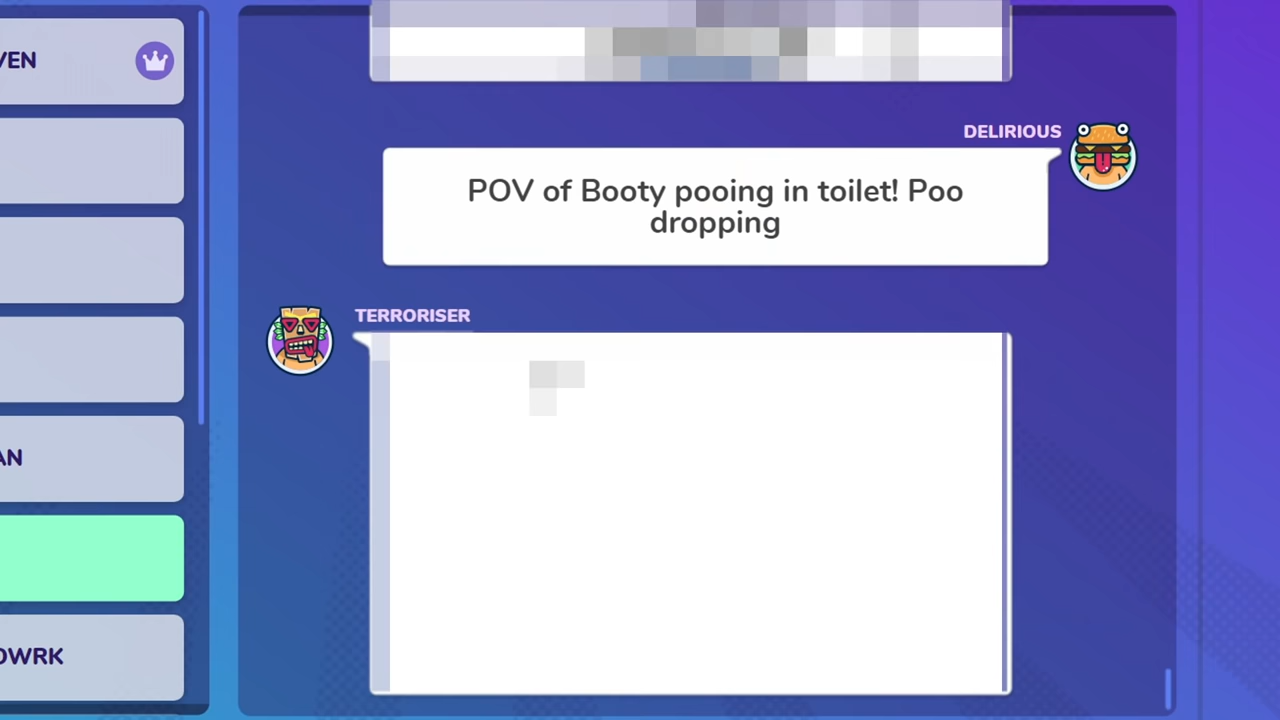 VEN
DELIRIOUS
POV of Booty pooing in toilet! Poo
dropping
TERRORISER
AN
OWRK